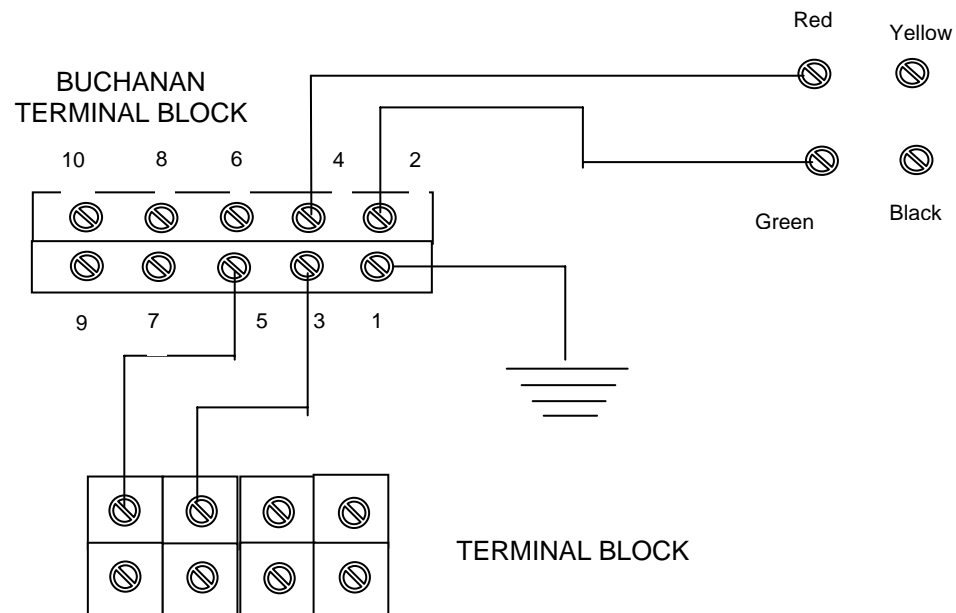 Red
Yellow
BUCHANAN
TERMINAL BLOCK
10 8 6 4 2
Green
Black
9 7 5 3 1
TERMINAL BLOCK